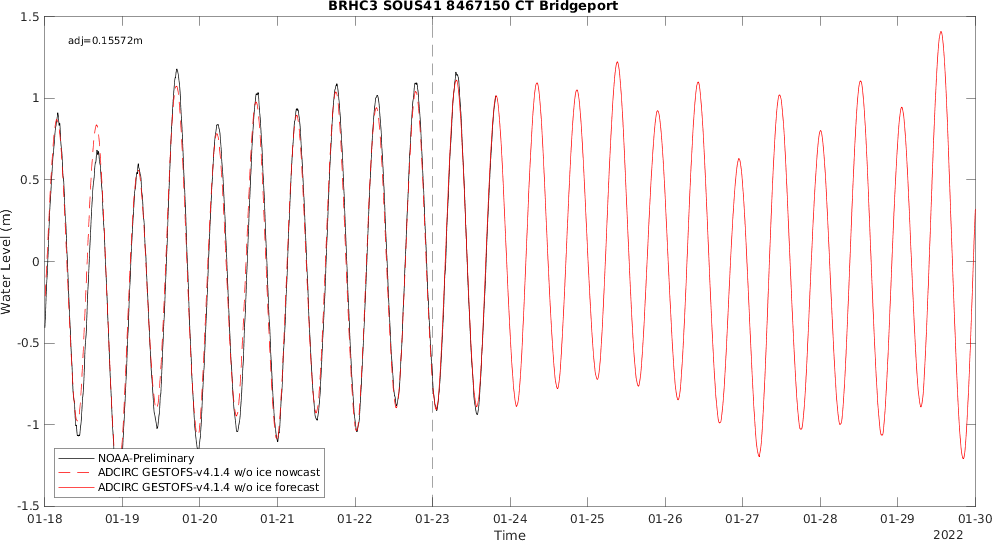 BRHC3 SOUS41 8467150 CT Bridgeport
adj=0.15572m
1.5
1
0.5
0
-0.5
-1
-1.5
Water Level (m)
NOAA-Preliminary
ADCIRC GESTOFS-v4.1.4 w/o ice nowcast
ADCIRC GESTOFS-v4.1.4 w/o ice forecast
01-18 01-19 01-20 01-21 01-22 01-23 01-24 01-25 01-26 01-27 01-28 01-29 01-30
Time
2022